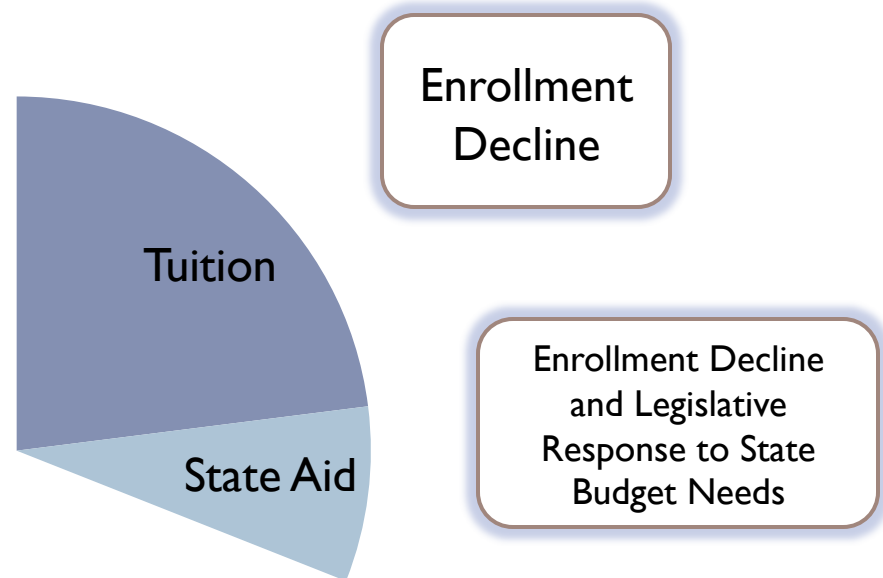 Enrollment
Decline
Tuition
Enrollment Decline
and Legislative
Response to State
Budget Needs
State Aid